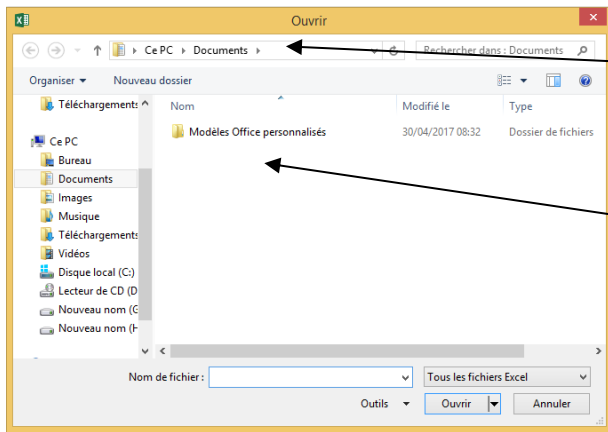 Ouvrir
Ce PC Documents
Rechercher dans : Documents
Organiser Nouveau dossier
Téléchargements
Nom Modifié le Type
Modèles Office personnalisés 30/04/2017 08:32 Dossier de fichiers
Ce PC
Bureau
Documents
Images
Musique
Téléchargements
Vidéos
Disque local (C:)
Lecteur de CD (D
Nouveau nom (G
Nouveau nom (H
Nom de fichier :
Tous les fichiers Excel
Outils Ouvrir Annuler